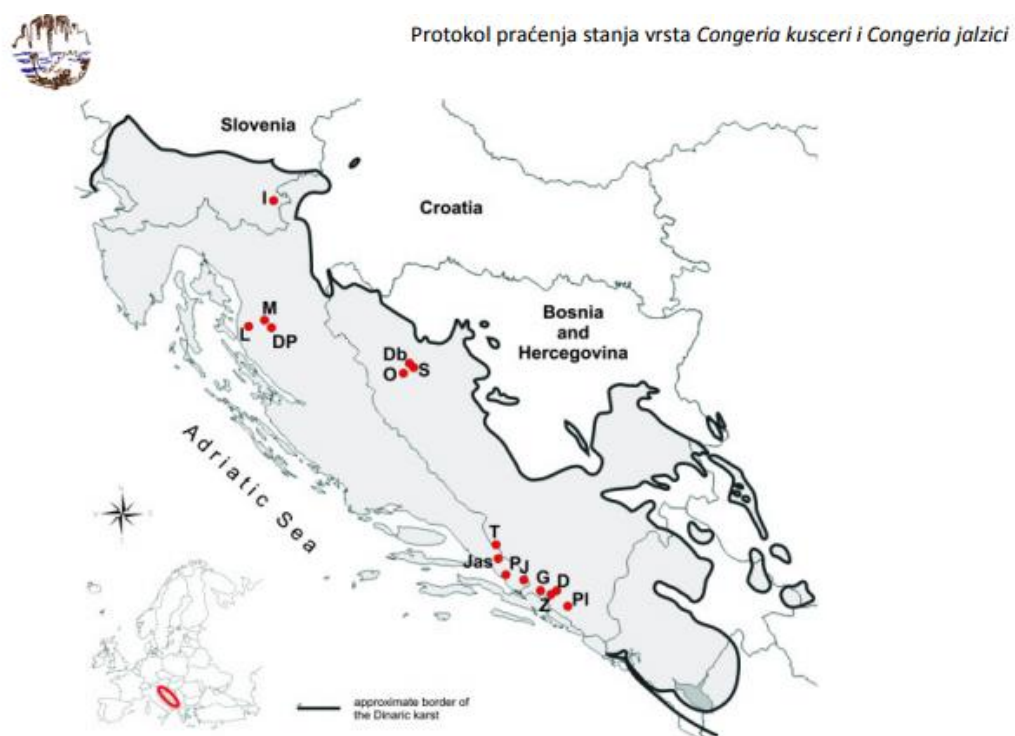 Protokol praćenja stanja vrsta Congeria kusceri i Congeria jalzici
Slovenia
I
Croatia
M
L
DP
Bosnia
and
Hercegovina
Db
S
O
Adriatic Sea
T
Jas
PJ
G
D
Z
Pl
approximate border of
the Dinaric karst